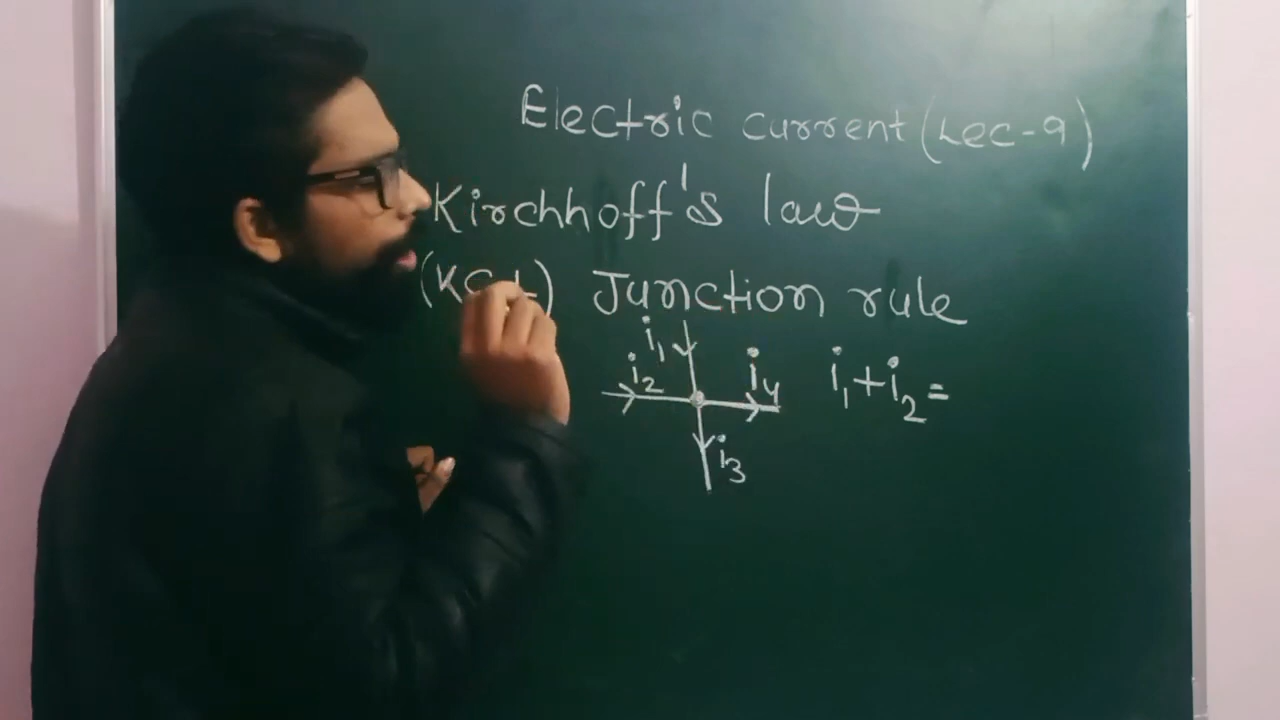 Electric current (Lec-9)
Kirchhoff's law
(KCL) Junction rule
i1
i2
i4
i3
i1+i2=